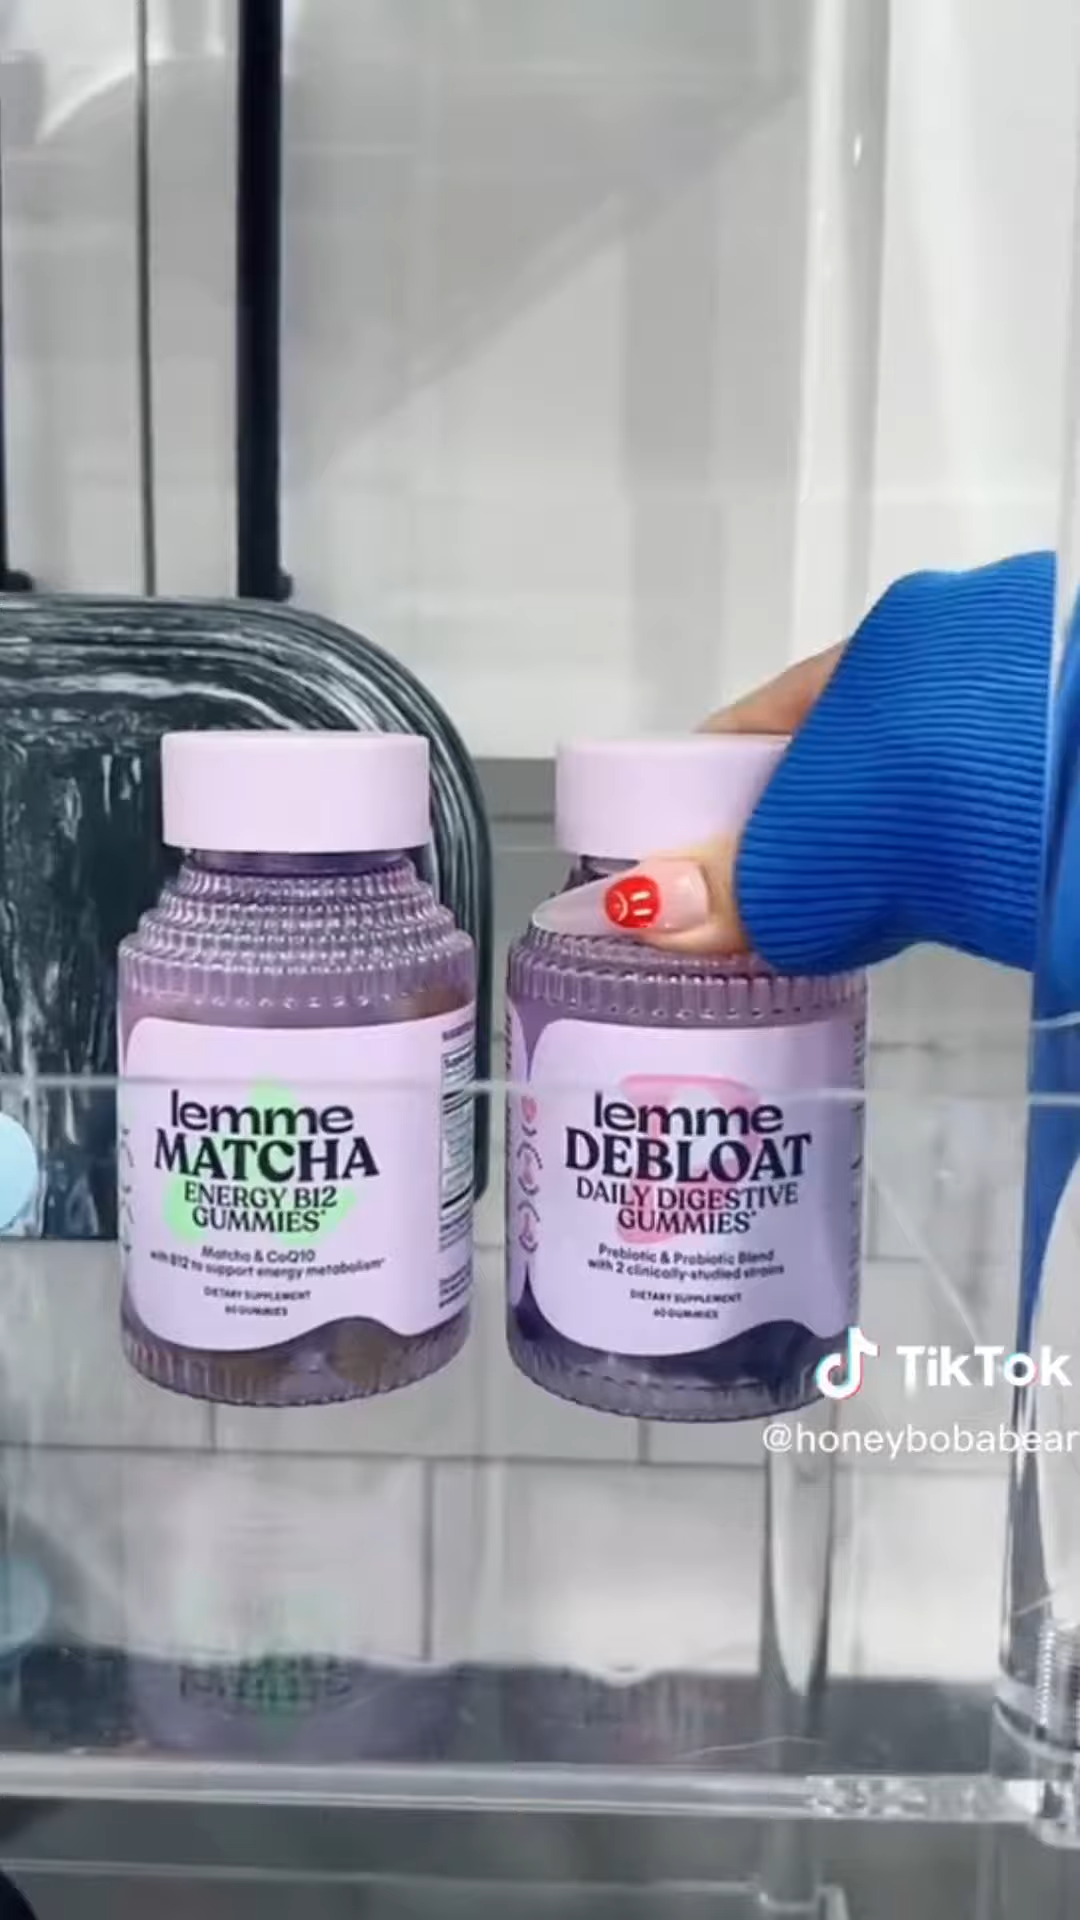 lemme
MATCHA
ENERGY B12
GUMMIES*
Matcha & CoQ10
with B12 to support energy metabolism*
DIETARY SUPPLEMENT
60 GUMMIES
lemme
DEBLOAT
DAILY DIGESTIVE
GUMMIES*
Prebiotic & Probiotic Blend
with 2 clinically-studied strains
DIETARY SUPPLEMENT
60 GUMMIES
TikTok
@honeybobabear